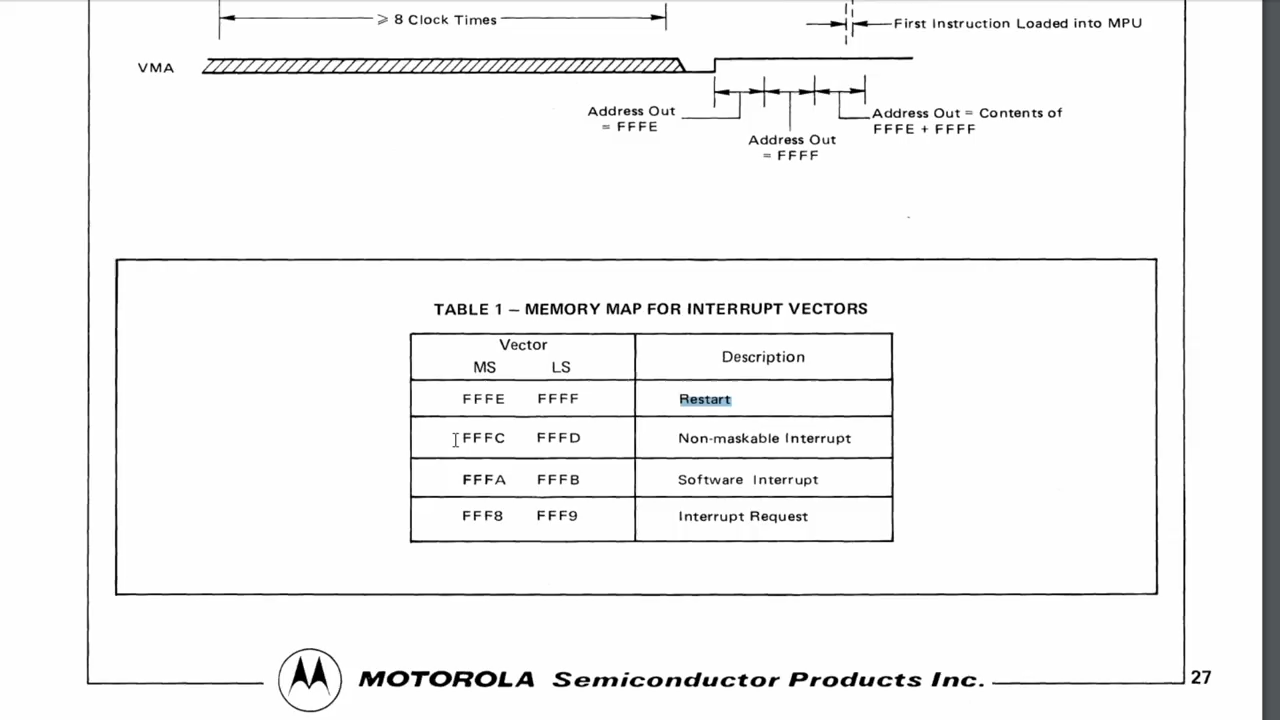 ⩾ 8 Clock Times
First Instruction Loaded into MPU
VMA
Address Out
= FFFE
Address Out
= FFFF
Address Out = Contents of
FFFE + FFFF
TABLE 1 – MEMORY MAP FOR INTERRUPT VECTORS
Vector
MS LS
Description
FFFE FFFF Restart
FFFC FFFD Non-maskable Interrupt
FFFA FFFB Software Interrupt
FFF8 FFF9 Interrupt Request
MOTOROLA Semiconductor Products Inc.
27